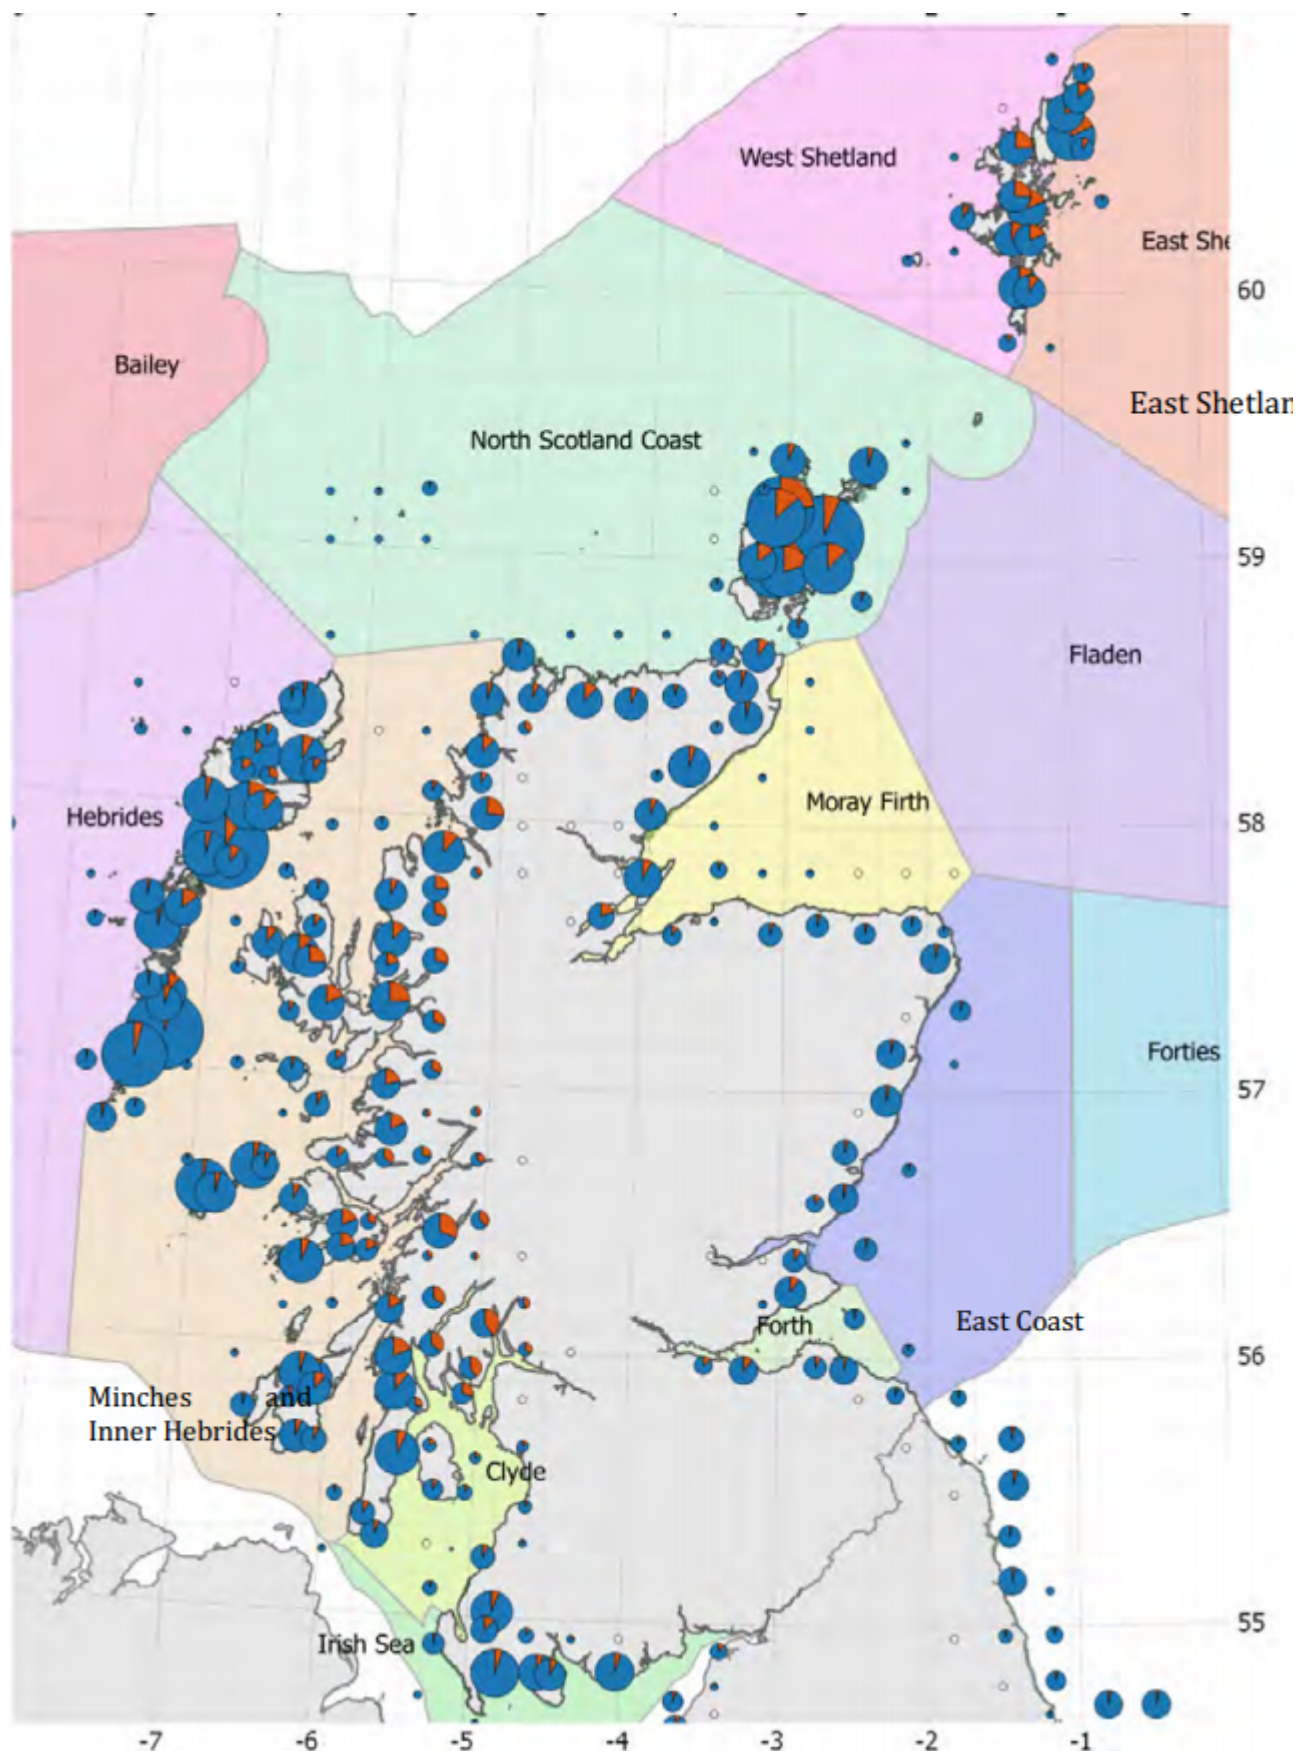 West Shetland
East She
60
Bailey
East Shetlan
North Scotland Coast
59
Fladen
Moray Firth
Hebrides
58
Forties
57
Forth
East Coast
56
Minches and
Inner Hebrides
Clyde
Irish Sea
55
-7 -6 -5 -4 -3 -2 -1